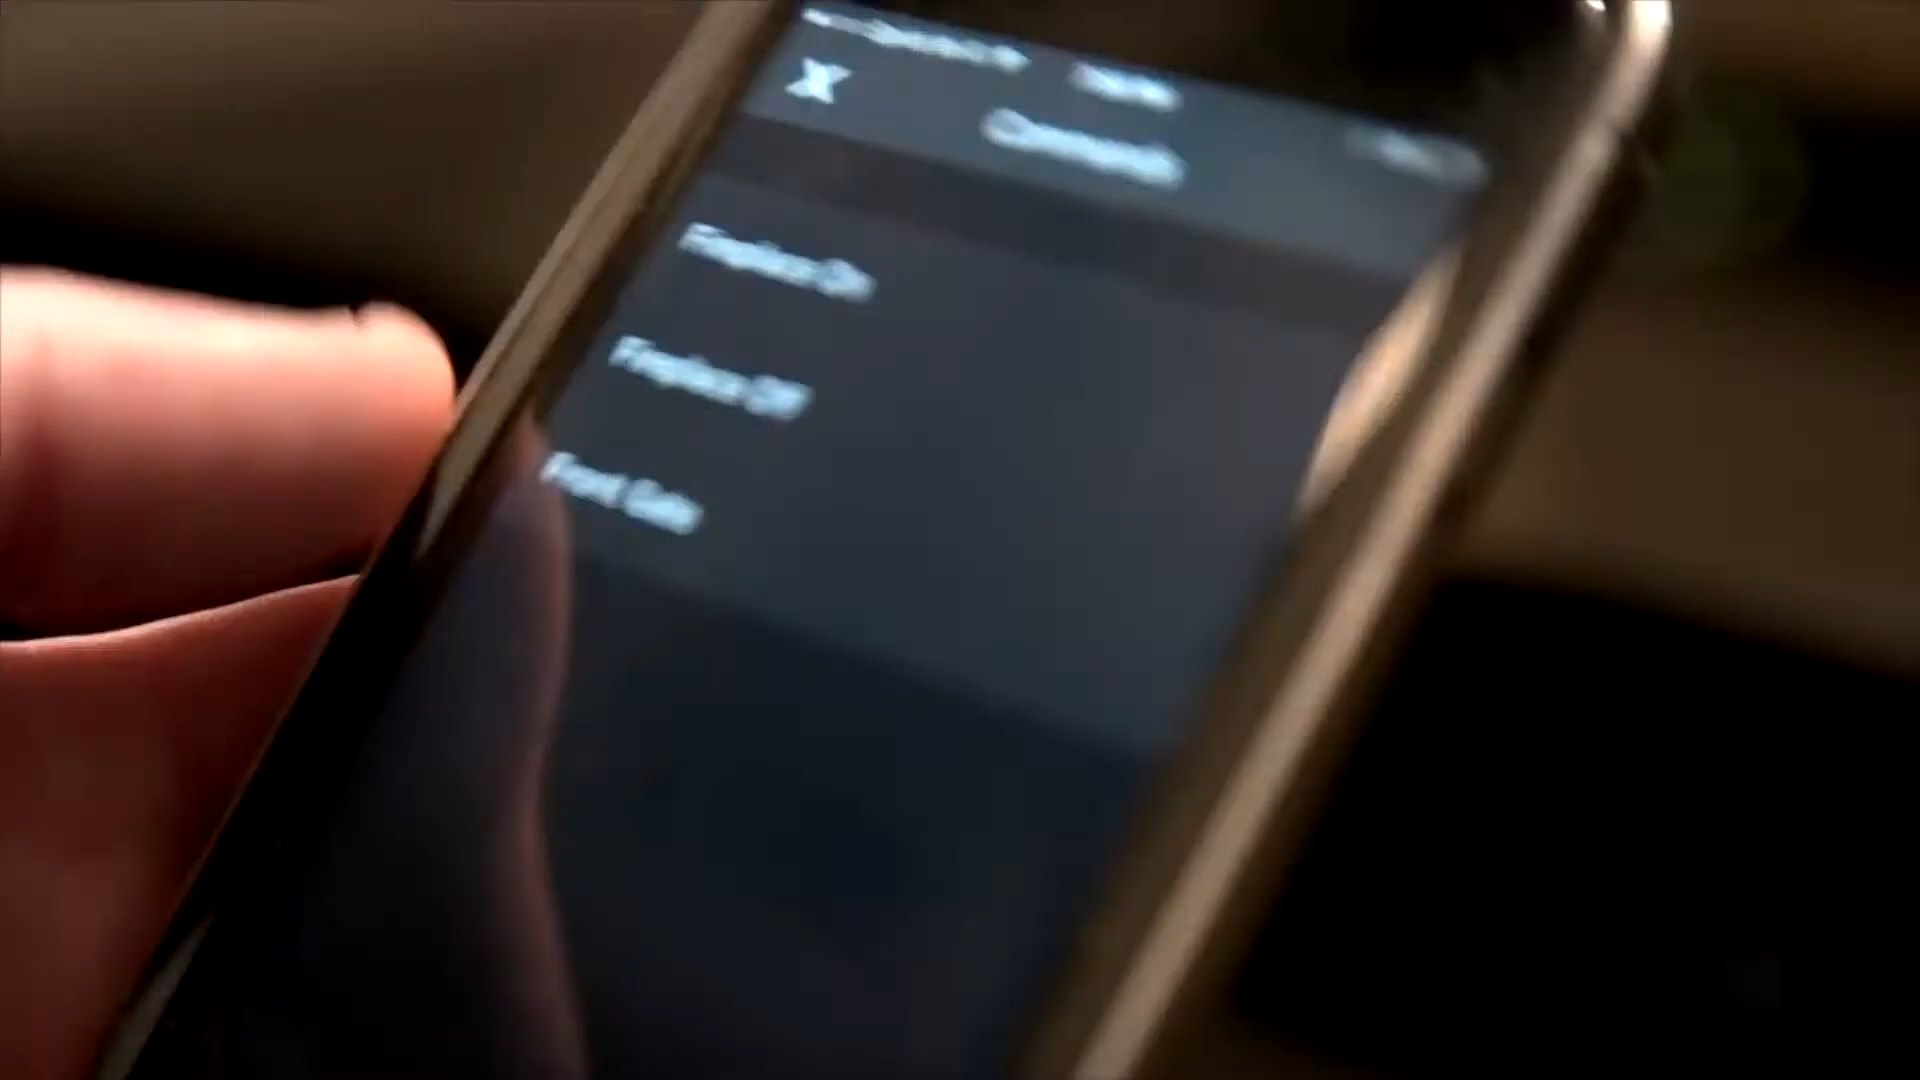 X
Commands
Fireplace On
Fireplace Off
Front Gate